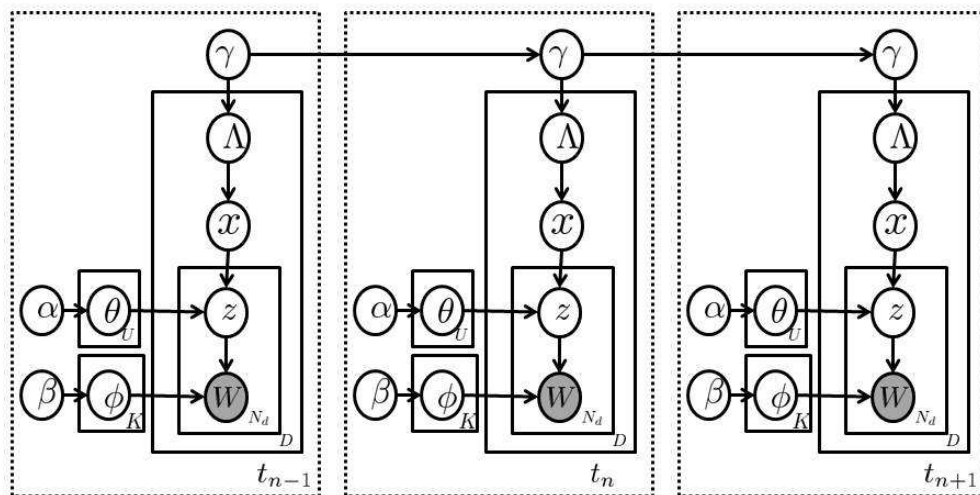 γ γ γ
Λ Λ Λ
x x x
α θ U z α θ U z α θ U z
β ϕ K W N_d D β ϕ K W N_d D β ϕ K W N_d D
t_{n−1} t_n t_{n+1}